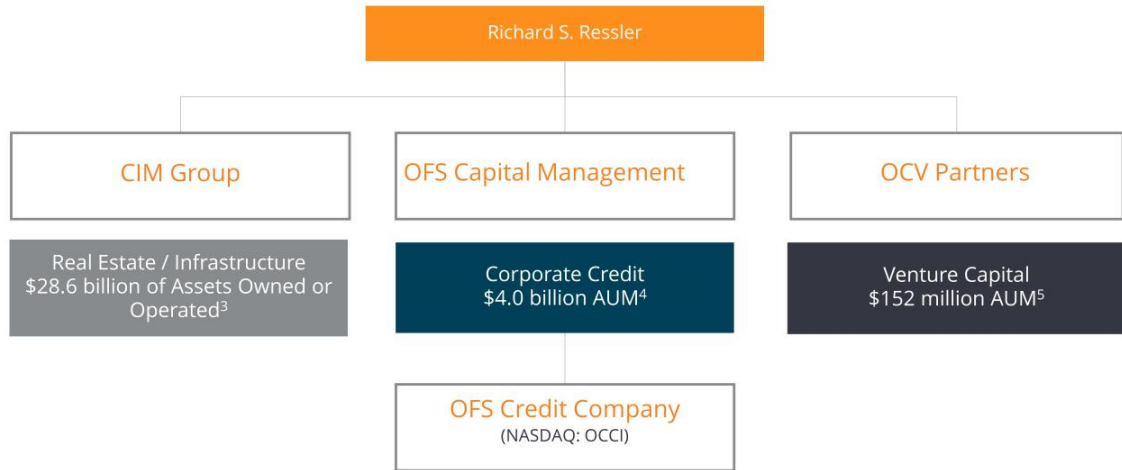 Richard S. Ressler
CIM Group
OFS Capital Management
OCV Partners
Real Estate / Infrastructure
$28.6 billion of Assets Owned or
Operated3
Corporate Credit
$4.0 billion AUM4
Venture Capital
$152 million AUM5
OFS Credit Company
(NASDAQ: OCCI)